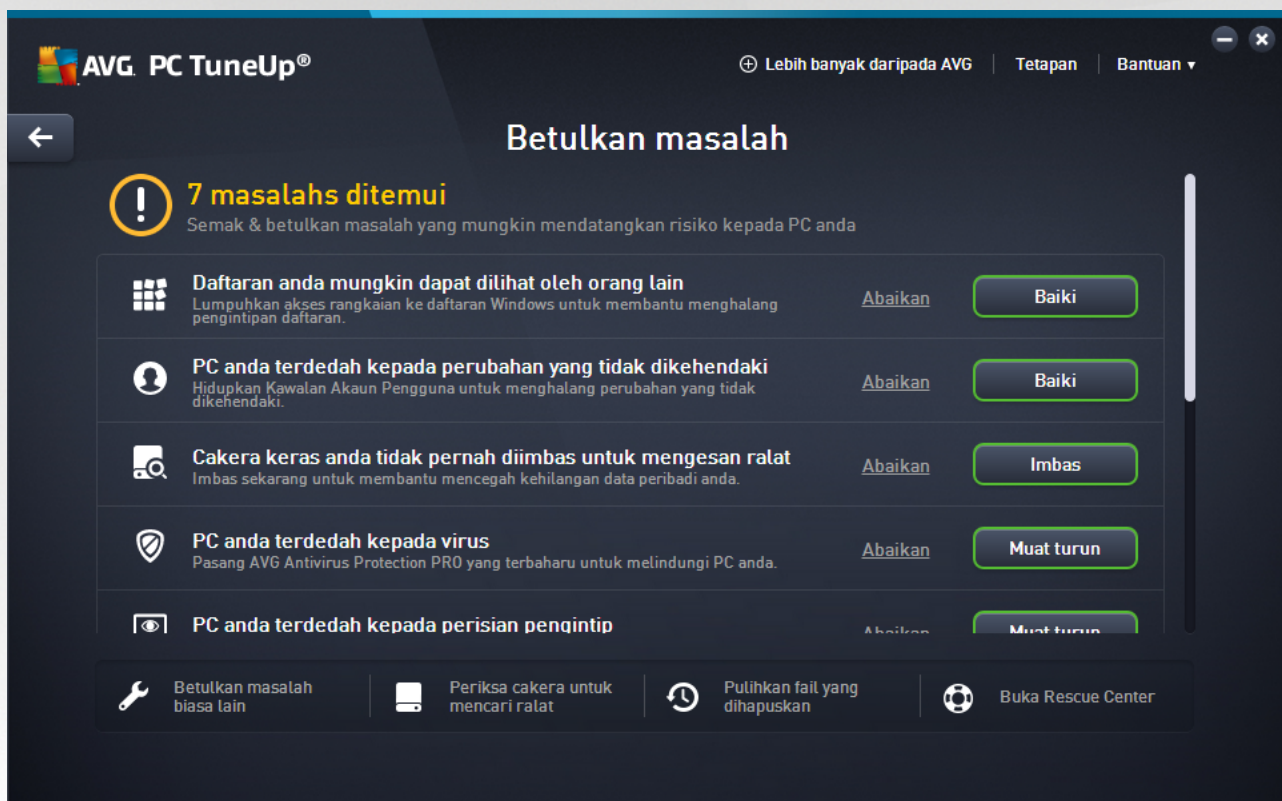 AVG. PC TuneUp®
Lebih banyak daripada AVG
Tetapan
Bantuan
Betulkan masalah
7 masalahs ditemui
Semak & betulkan masalah yang mungkin mendatangkan risiko kepada PC anda
Daftaran anda mungkin dapat dilihat oleh orang lain
Lumpuhkan akses rangkaian ke daftaran Windows untuk membantu menghalang
pengintipan daftaran.
Abaikan
Baiki
PC anda terdedah kepada perubahan yang tidak dikehendaki
Hidupkan Kawalan Akaun Pengguna untuk menghalang perubahan yang tidak
dikehendaki.
Abaikan
Baiki
Cakera keras anda tidak pernah diimbas untuk mengesan ralat
Imbas sekarang untuk membantu mencegah kehilangan data peribadi anda.
Abaikan
Imbas
PC anda terdedah kepada virus
Pasang AVG Antivirus Protection PRO yang terbaharu untuk melindungi PC anda.
Abaikan
Muat turun
PC anda terdedah kepada perisian pengintip
Abaikan
Muat turun
Betulkan masalah
biasa lain
Periksa cakera untuk
mencari ralat
Pulihkan fail yang
dihapuskan
Buka Rescue Center